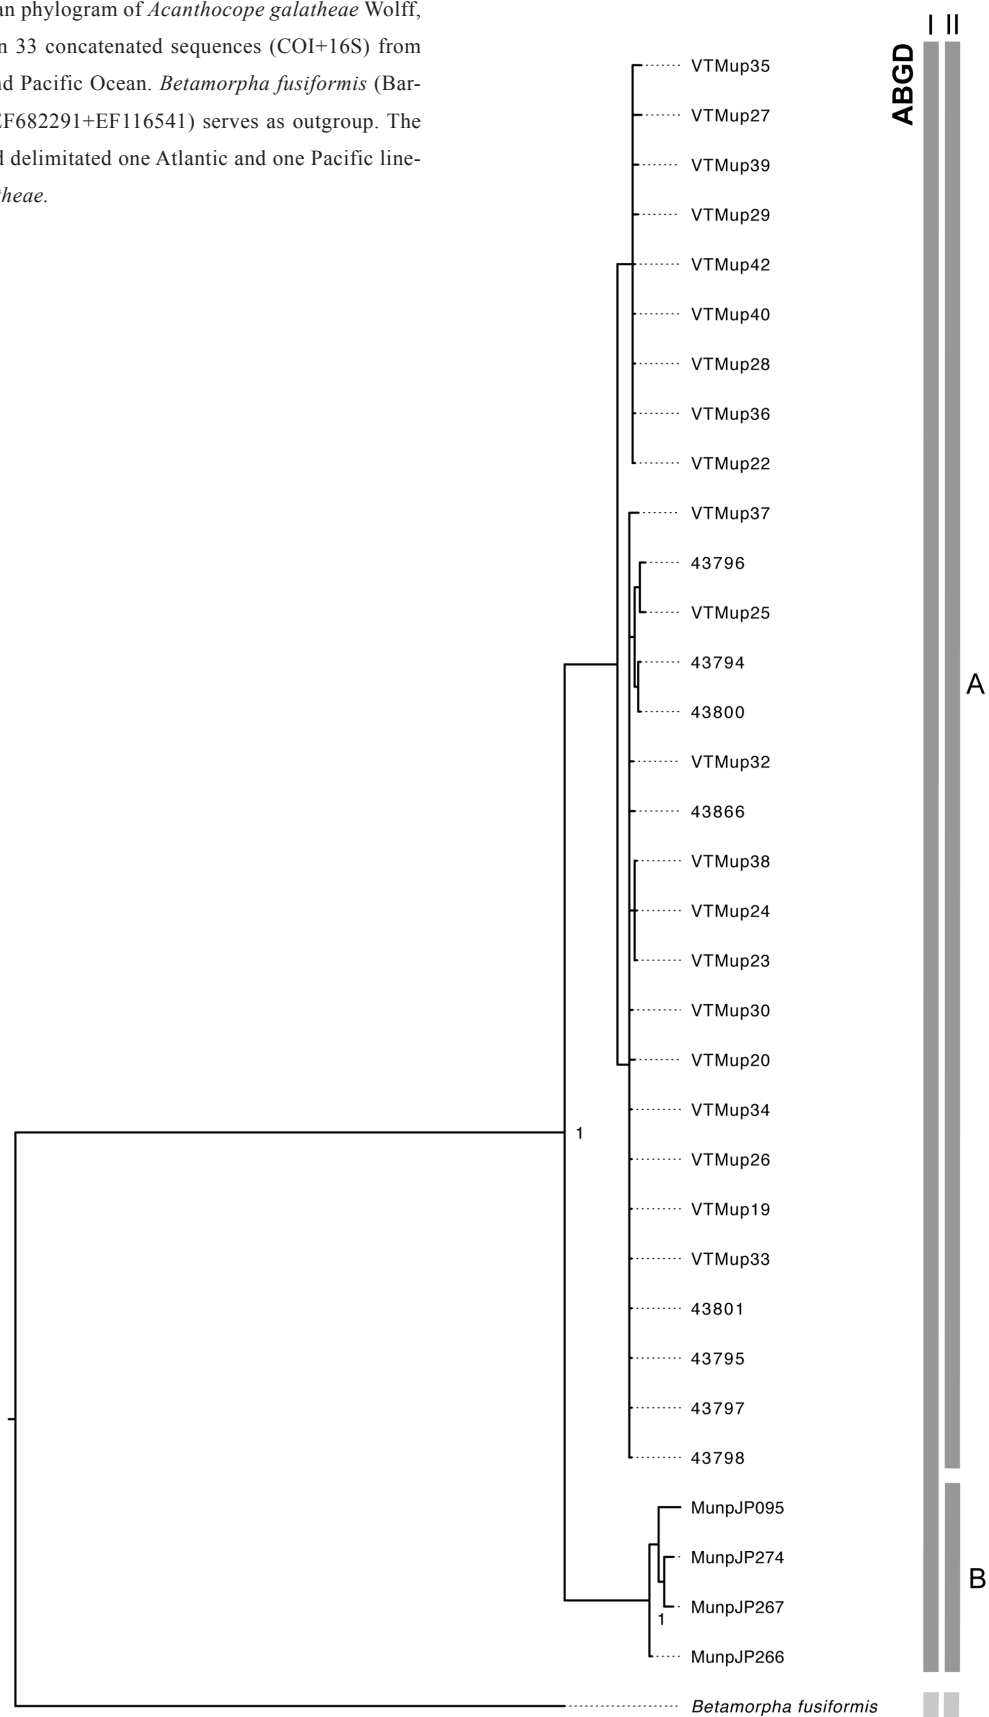 an phylogram of Acanthocope galatheae Wolff,
n 33 concatenated sequences (COI+16S) from
nd Pacific Ocean. Betamorpha fusiformis (Bar-
EF682291+EF116541) serves as outgroup. The
d delimitated one Atlantic and one Pacific line-
theae.
I II
ABGD
VTMup35
VTMup27
VTMup39
VTMup29
VTMup42
VTMup40
VTMup28
VTMup36
VTMup22
VTMup37
43796
VTMup25
43794
A
43800
VTMup32
43866
VTMup38
VTMup24
VTMup23
VTMup30
VTMup20
VTMup34
1
VTMup26
VTMup19
VTMup33
43801
43795
43797
43798
MunpJP095
MunpJP274
B
MunpJP267
1
MunpJP266
Betamorpha fusiformis